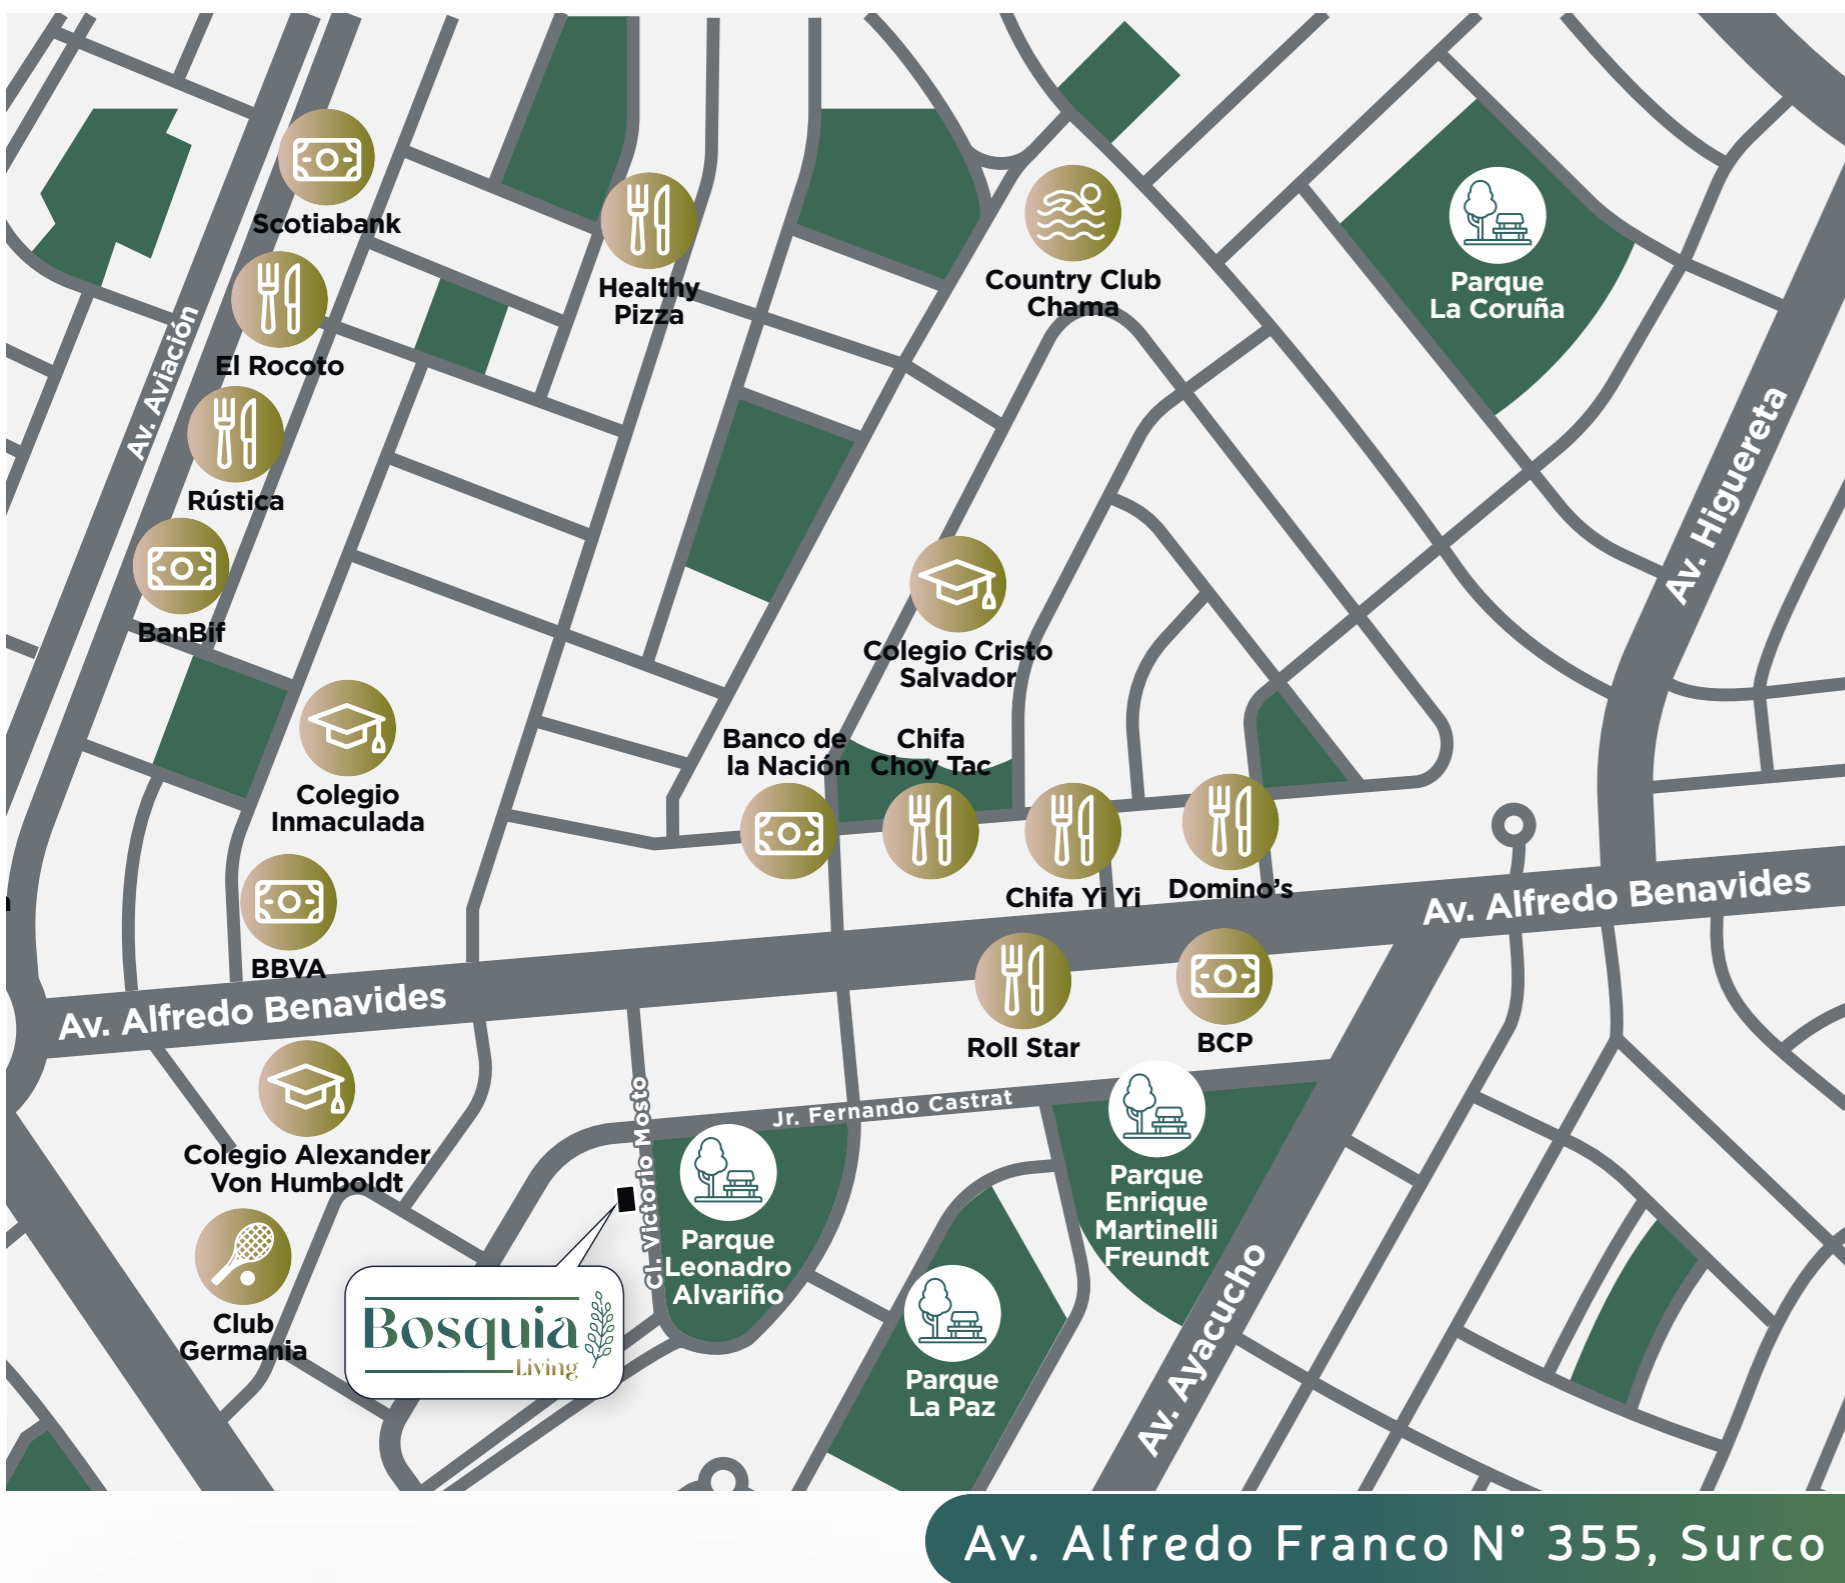 Scotiabank
El Rocoto
Av. Aviación
Rústica
BanBif
Healthy
Pizza
Country Club
Chama
Parque
La Coruña
Av. Higuereta
Colegio Cristo
Salvador
Colegio
Inmaculada
Banco de
la Nación
Chifa
Choy Tac
Chifa Yi Yi
Domino's
BBVA
Av. Alfredo Benavides
Av. Alfredo Benavides
Roll Star
BCP
Colegio Alexander
Von Humboldt
Cl. Victorio Mosto
Jr. Fernando Castrat
Parque
Leonadro
Alvariño
Parque
Enrique
Martinelli
Freundt
Club
Germania
Bosquia
Living
Parque
La Paz
Av. Ayacucho
Av. Alfredo Franco N° 355, Surco